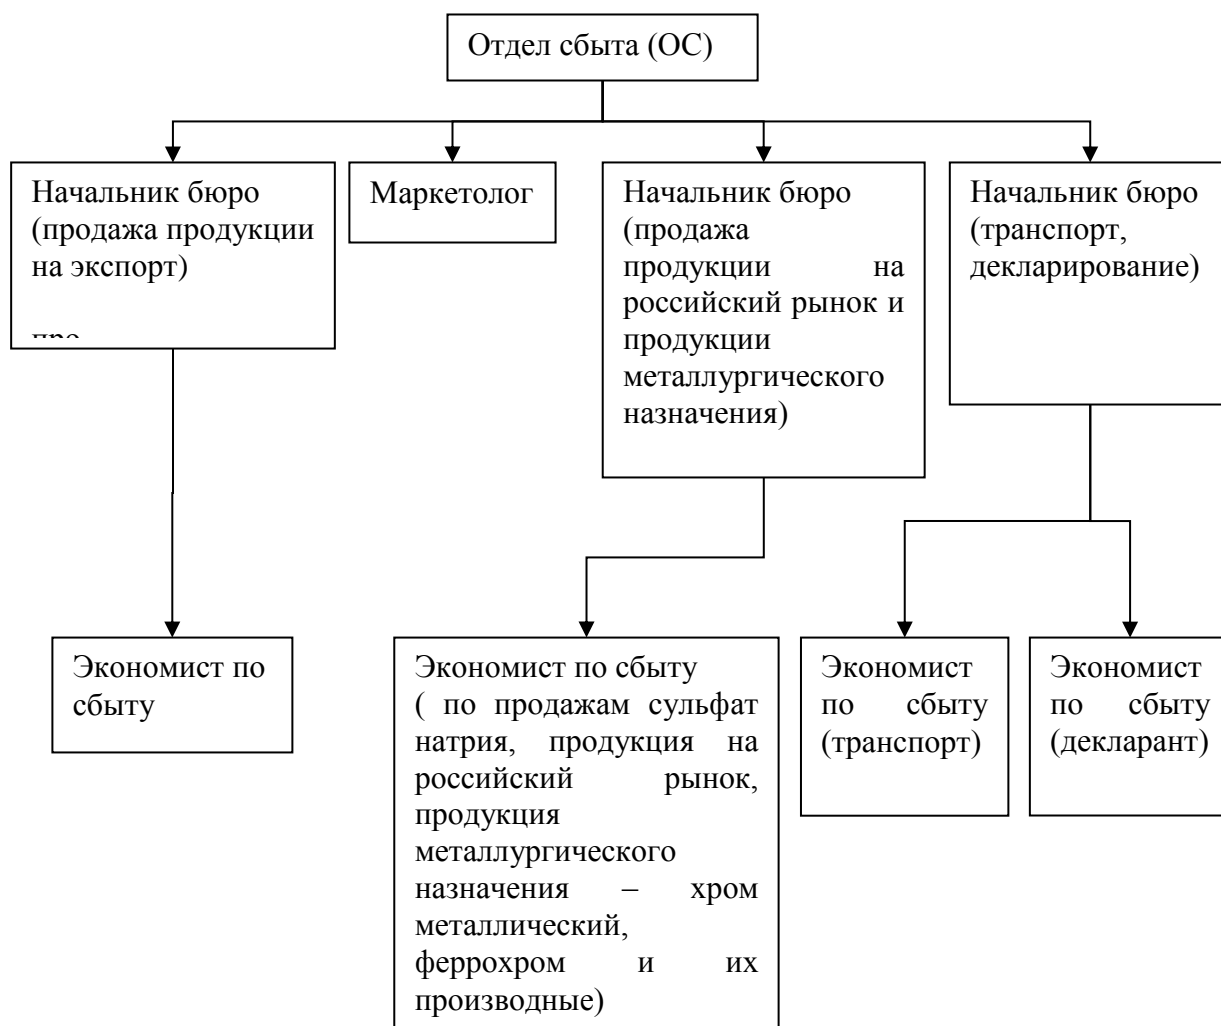 Отдел сбыта (ОС)
Начальник бюро
(продажа продукции
на экспорт)
Маркетолог
Начальник бюро
(продажа
продукции на
российский рынок и
продукции
металлургического
назначения)
Начальник бюро
(транспорт,
декларирование)
Экономист по
сбыту
Экономист по сбыту
( по продажам сульфат
натрия, продукция на
российский рынок,
продукция
металлургического
назначения – хром
металлический,
феррохром и их
производные)
Экономист
по сбыту
(транспорт)
Экономист
по сбыту
(декларант)